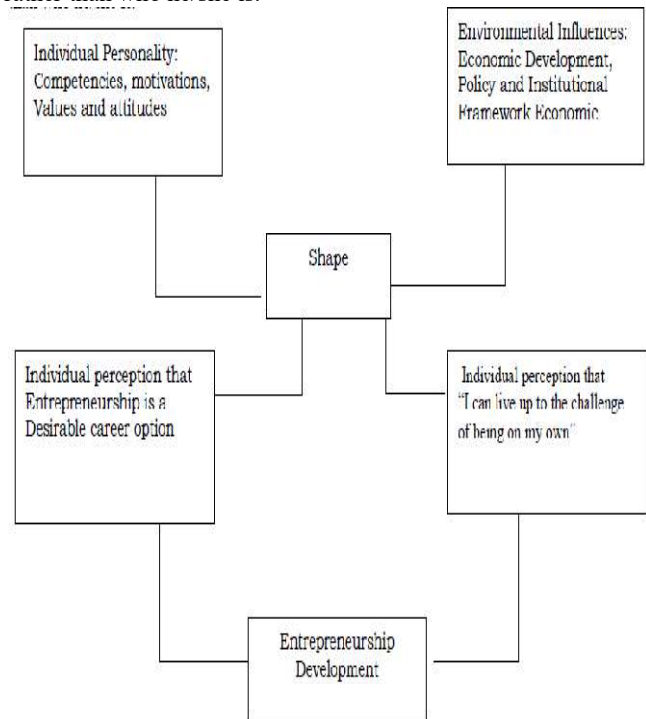 Individual Personality:
Competencies, motivations,
Values and attitudes
Environmental Influences:
Economic Development,
Policy and Institutional
Framework Economic
Shape
Individual perception that
Entrepreneurship is a
Desirable career option
Individual perception that
“I can live up to the challenge
of being on my own”
Entrepreneurship
Development